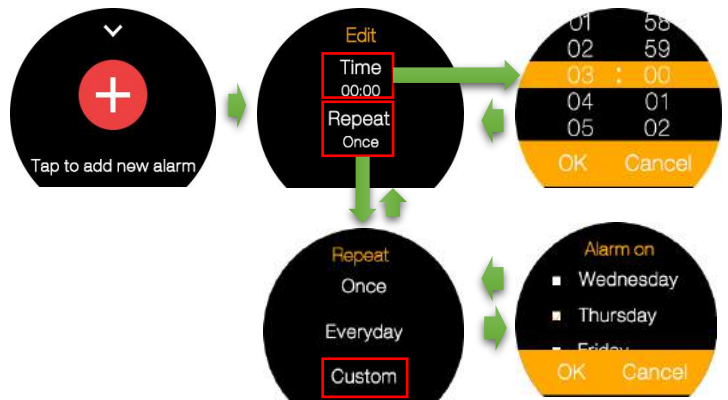 Tap to add new alarm
Edit
Time
00:00
Repeat
Once
01 58
02 59
03 : 00
04 01
05 02
OK Cancel
Repeat
Once
Everyday
Custom
Alarm on
Wednesday
Thursday
Friday
OK Cancel